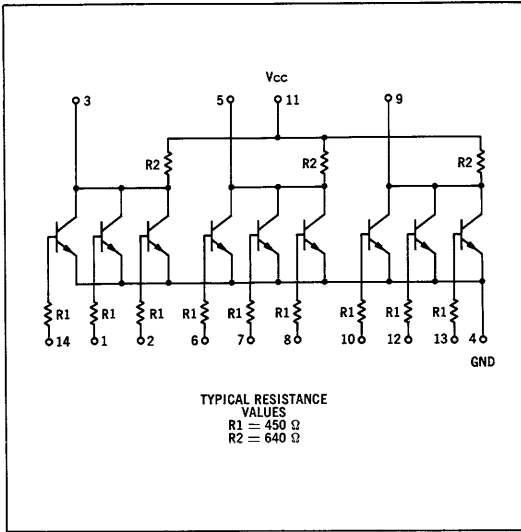 Vcc
3 5 11 9
R2 R2 R2
R1 R1 R1 R1 R1 R1 R1 R1 R1
14 1 2 6 7 8 10 12 13 4
GND
TYPICAL RESISTANCE
VALUES
R1 = 450 Ω
R2 = 640 Ω